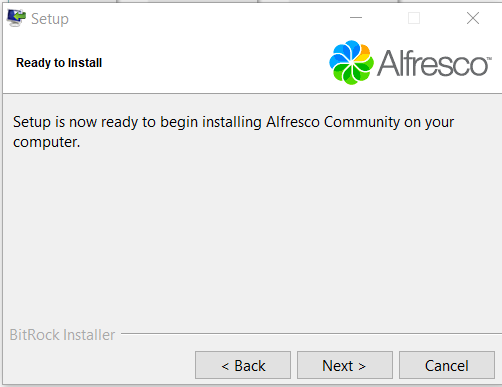 Setup
Ready to Install
Alfresco™
Setup is now ready to begin installing Alfresco Community on your
computer.
BitRock Installer
< Back
Next >
Cancel